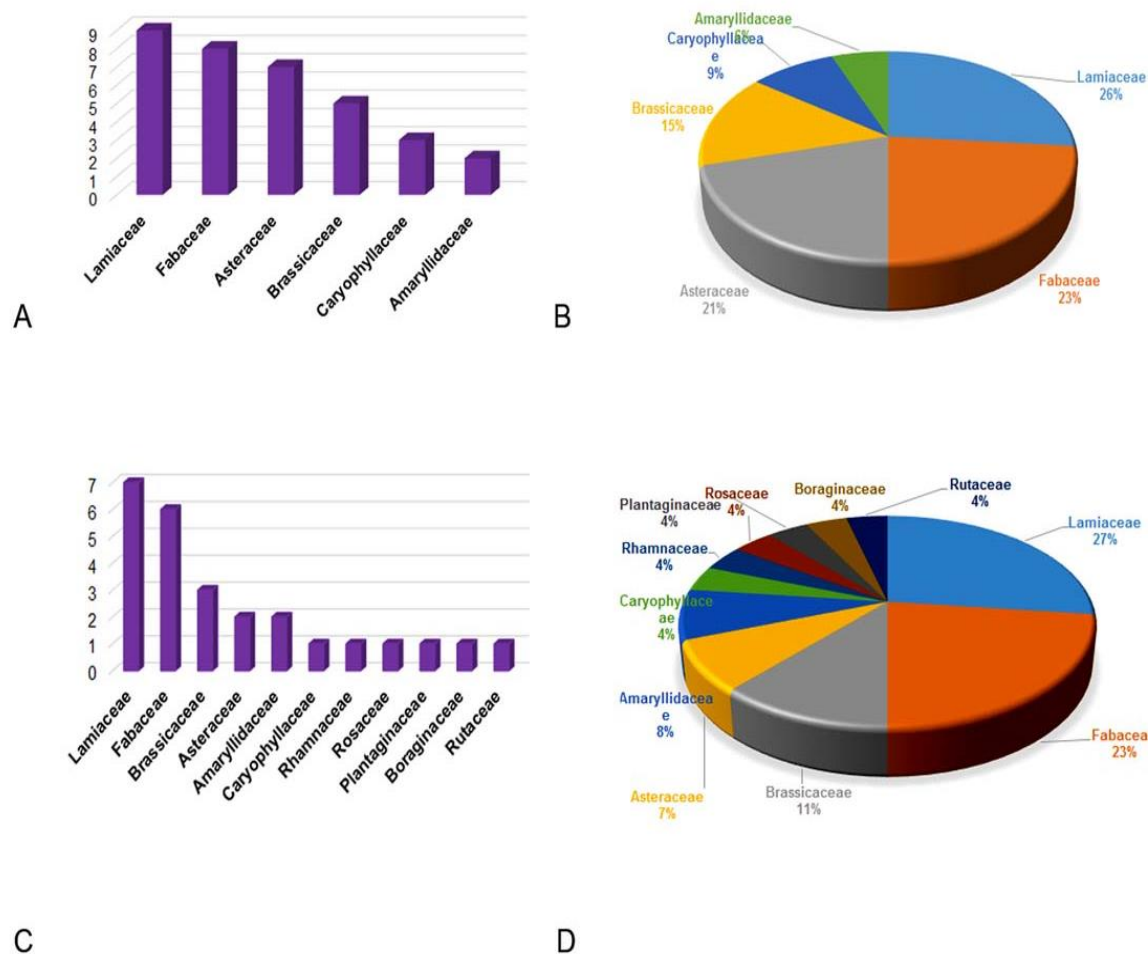 9
8
7
6
5
4
3
2
1
0
Lamiaceae
Fabaceae
Asteraceae
Brassicaceae
Caryophyllaceae
Amaryllidaceae
A
Amaryllidaceae
6%
Caryophyllacea
e
9%
Lamiaceae
26%
Brassicaceae
15%
Asteraceae
21%
Fabaceae
23%
B
7
6
5
4
3
2
1
0
Lamiaceae
Fabaceae
Brassicaceae
Asteraceae
Amaryllidaceae
Caryophyllaceae
Rhamnaceae
Rosaceae
Plantaginaceae
Boraginaceae
Rutaceae
C
Rutaceae
4%
Boraginaceae
4%
Rosaceae
4%
Plantaginaceae
4%
Lamiaceae
27%
Rhamnaceae
4%
Caryophyllace
ae
4%
Amaryllidacea
e
8%
Fabacea
23%
Asteraceae
7%
Brassicaceae
11%
D